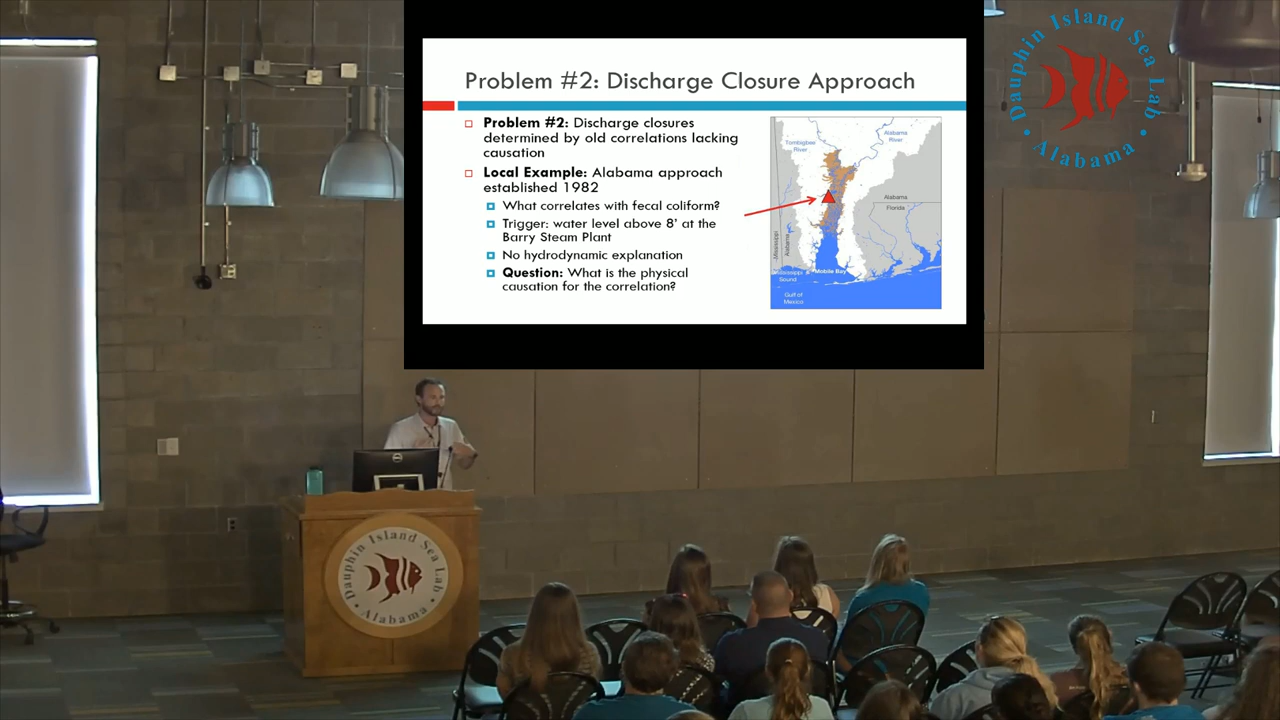 Problem #2: Discharge Closure Approach
Problem #2: Discharge closures
determined by old correlations lacking
causation
Local Example: Alabama approach
established 1982
What correlates with fecal coliform?
Trigger: water level above 8' at the
Barry Steam Plant
No hydrodynamic explanation
Question: What is the physical
causation for the correlation?
Tombigbee
River
Alabama
River
Alabama
Florida
Mississippi
Alabama
Sound
Mobile Bay
Gulf of
Mexico
Dauphin Island Sea Lab
Alabama
DELL
Dauphin Island Sea Lab
Alabama